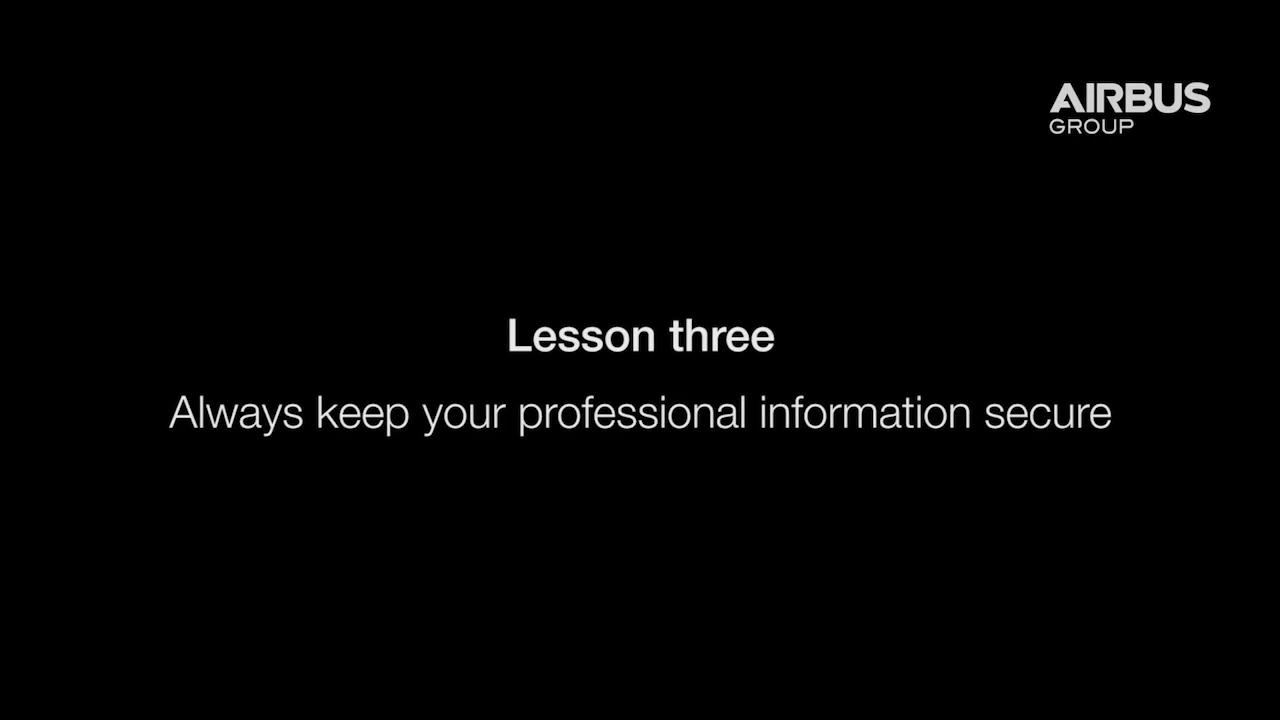 AIRBUS
GROUP
Lesson three
Always keep your professional information secure